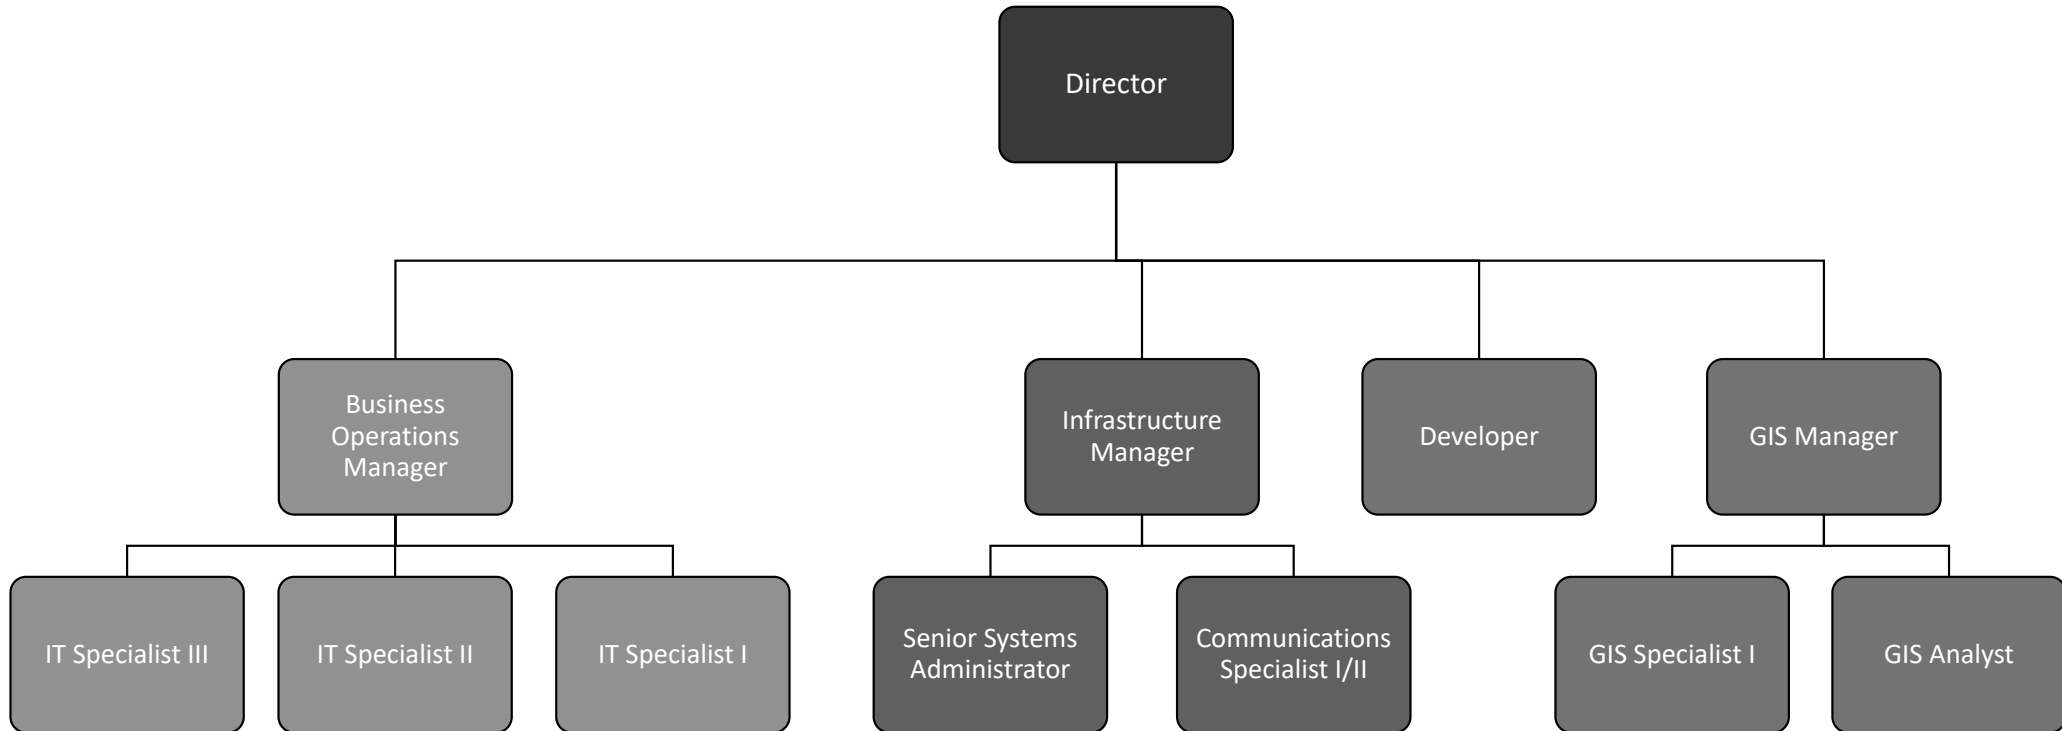 Director
Business
Operations
Manager
Infrastructure
Manager
Developer
GIS Manager
IT Specialist III
IT Specialist II
IT Specialist I
Senior Systems
Administrator
Communications
Specialist I/II
GIS Specialist I
GIS Analyst